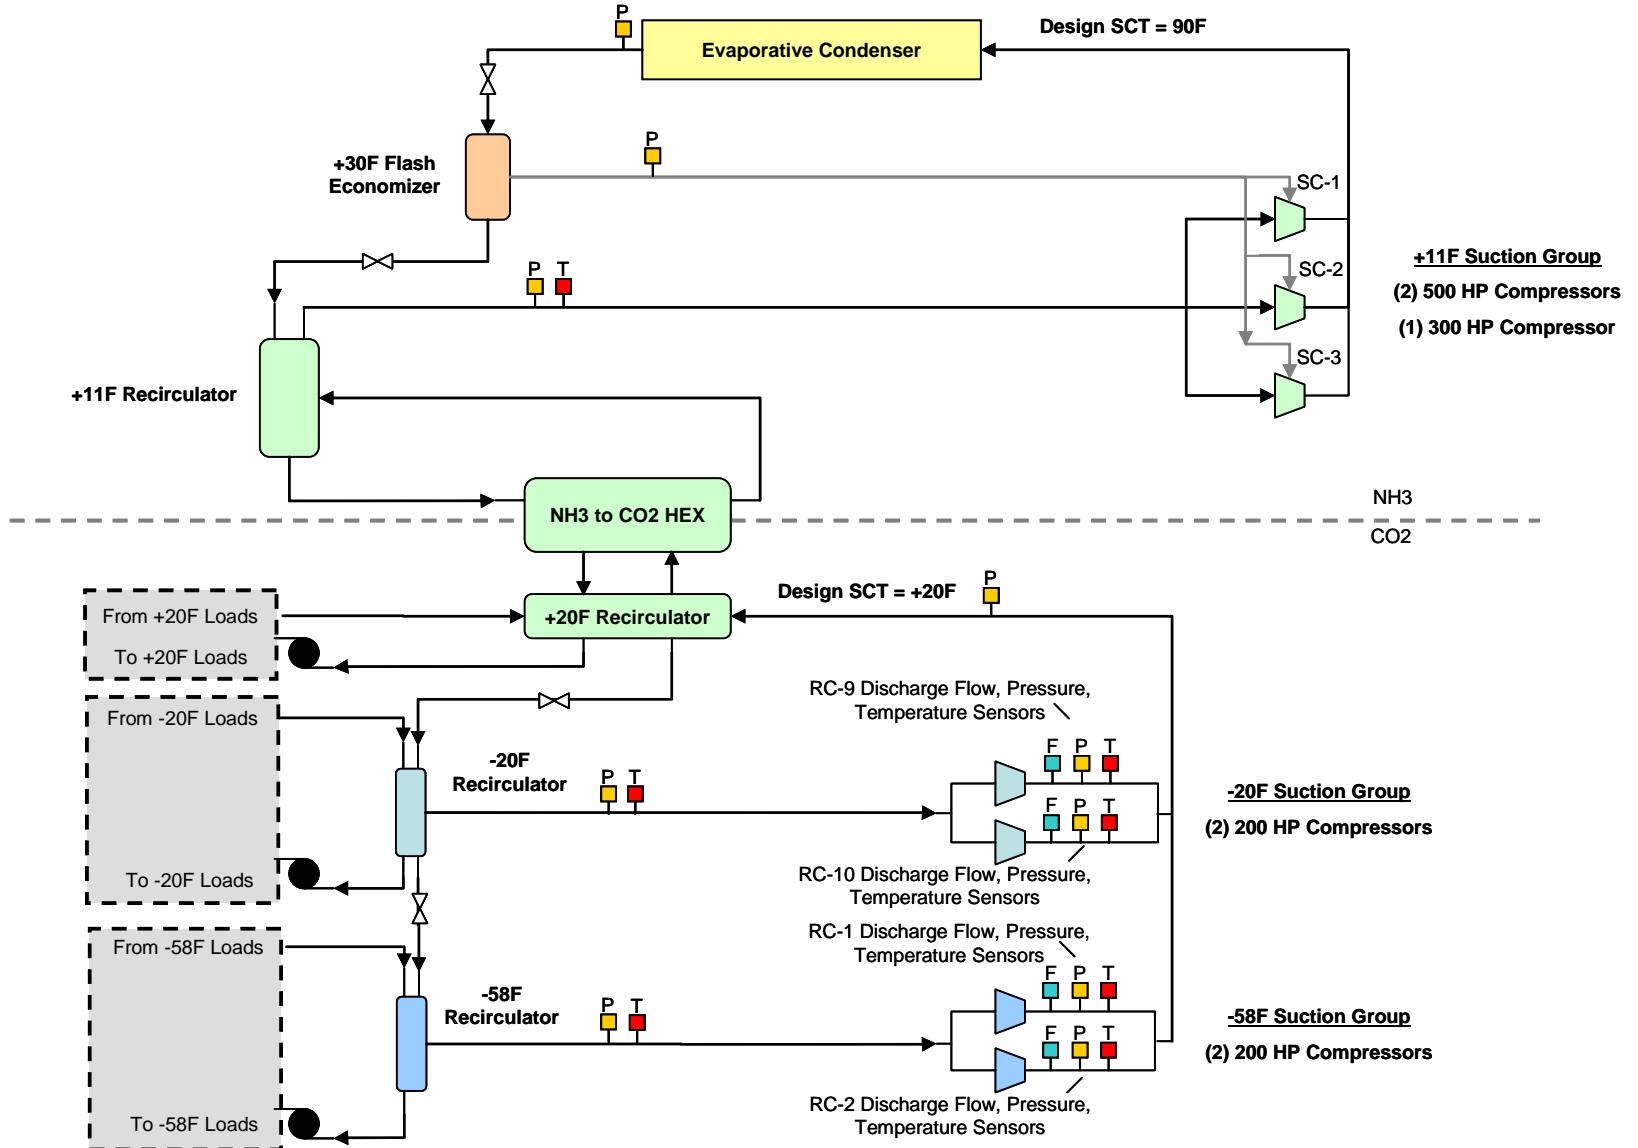 P
Design SCT = 90F
Evaporative Condenser
+30F Flash
Economizer
P
SC-1
SC-2
SC-3
+11F Suction Group
(2) 500 HP Compressors
(1) 300 HP Compressor
P T
+11F Recirculator
NH3 to CO2 HEX
NH3
CO2
Design SCT = +20F
P
From +20F Loads
To +20F Loads
+20F Recirculator
RC-9 Discharge Flow, Pressure,
Temperature Sensors
From -20F Loads
To -20F Loads
-20F
Recirculator
P T
F P T
F P T
-20F Suction Group
(2) 200 HP Compressors
RC-10 Discharge Flow, Pressure,
Temperature Sensors
RC-1 Discharge Flow, Pressure,
Temperature Sensors
From -58F Loads
To -58F Loads
-58F
Recirculator
P T
F P T
F P T
-58F Suction Group
(2) 200 HP Compressors
RC-2 Discharge Flow, Pressure,
Temperature Sensors